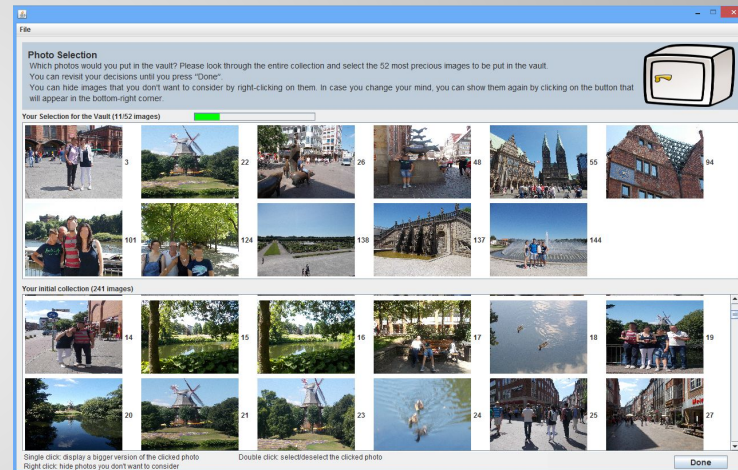 File
Photo Selection
Which photos would you put in the vault? Please look through the entire collection and select the 52 most precious images to be put in the vault.
You can revisit your decisions until you press "Done".
You can hide images that you don't want to consider by right-clicking on them. In case you change your mind, you can show them again by clicking on the button that
will appear in the bottom-right corner.
Your Selection for the Vault (11/52 images)
3 22 26 48 55 94
101 124 138 137 144
Your initial collection (241 images)
14 15 16 17 18 19
20 21 23 24 25 27
Single click: display a bigger version of the clicked photo Double click: select/deselect the clicked photo
Right click: hide photos you don't want to consider
Done